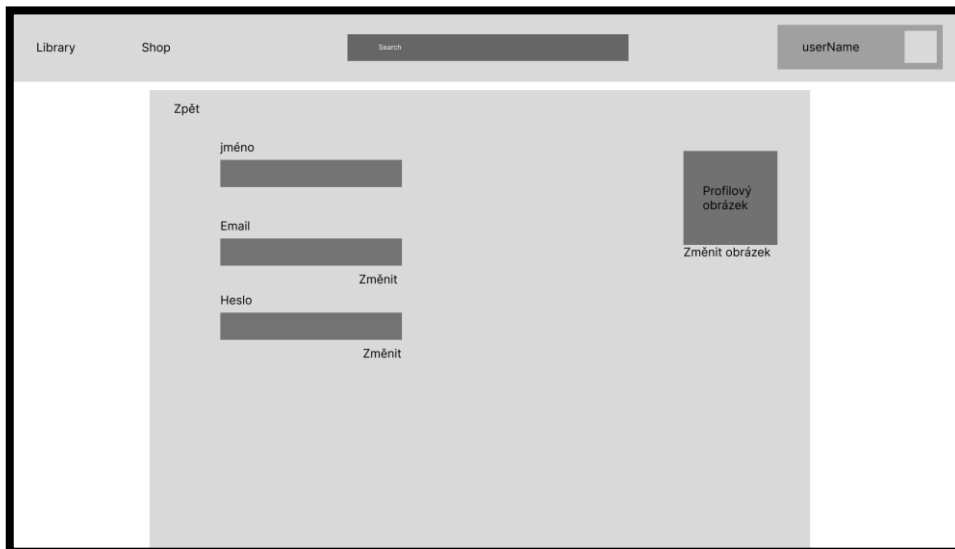 Library
Shop
Search
userName
Zpět
jméno
Profilový
obrázek
Email
Změnit obrázek
Změnit
Heslo
Změnit